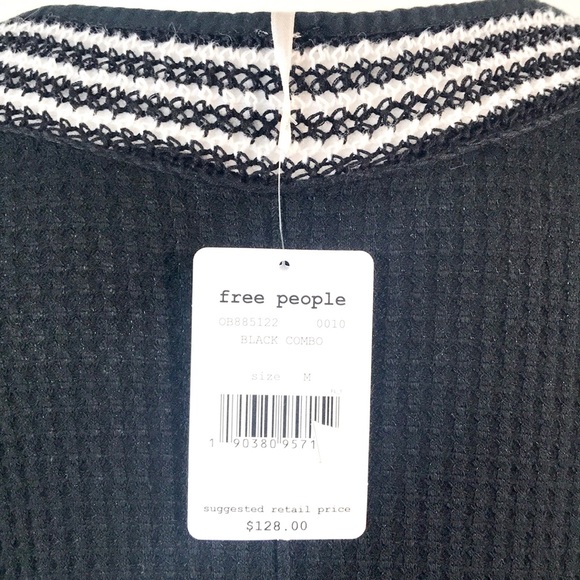 free people
OB885122 0010
BLACK COMBO
size M
1 90380 9571
suggested retail price
$128.00